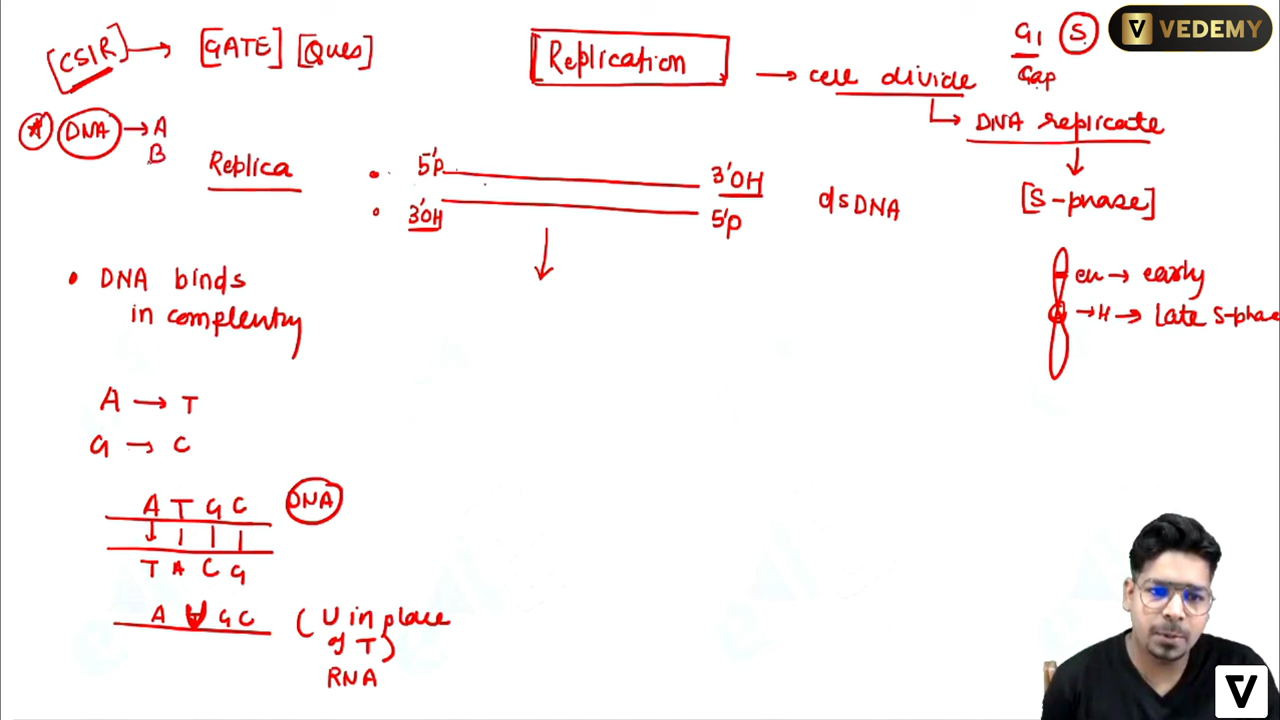 [CSIR] → [GATE] [Ques]
[Replication] → cell divide
G1 S
Gap
VEDEMY
DNA replicate
[S-phase]
* DNA → A
B
Replica
5'P 3'OH
3'OH 5'P
dsDNA
eu → early
→ H → Late S-phase
• DNA binds
in complentry
A → T
G → C
A T G C DNA
T A C G
A U G C (U in place
of T)
RNA